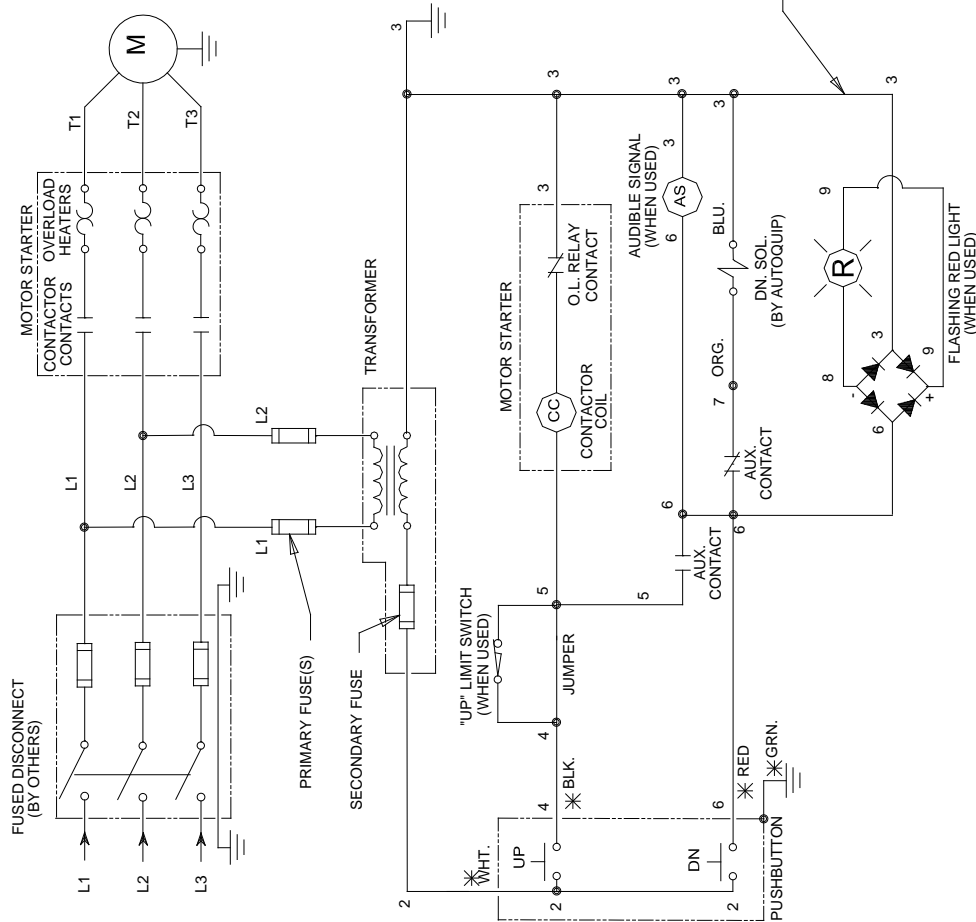 FUSED DISCONNECT
(BY OTHERS)
L1
L2
L3
L1
L2
L3
MOTOR STARTER
CONTACTOR
CONTACTS
OVERLOAD
HEATERS
T1
T2
T3
M
L1
L2
PRIMARY FUSE(S)
SECONDARY FUSE
TRANSFORMER
3
2
WHT.
"UP" LIMIT SWITCH
(WHEN USED)
MOTOR STARTER
CC
CONTACTOR
COIL
O.L. RELAY
CONTACT
3
3
2
UP
4
BLK.
4
JUMPER
5
5
AUX.
CONTACT
6
6
AUDIBLE SIGNAL
(WHEN USED)
AS
3
3
2
DN
6
RED
GRN.
PUSHBUTTON
6
AUX.
CONTACT
7
ORG.
DN. SOL.
(BY AUTOQUIP)
BLU.
3
8
R
9
-
6
3
+
9
3
FLASHING RED LIGHT
(WHEN USED)